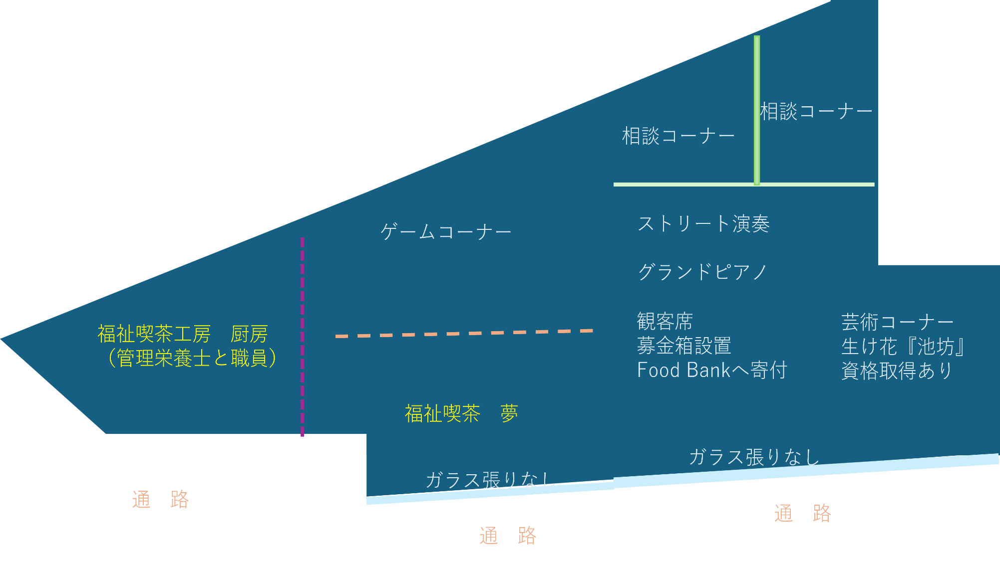 相談コーナー
相談コーナー
ゲームコーナー
ストリート演奏
グランドピアノ
観客席
募金箱設置
Food Bankへ寄付
芸術コーナー
生け花『池坊』
資格取得あり
福祉喫茶工房　厨房
（管理栄養士と職員）
福祉喫茶　夢
ガラス張りなし
ガラス張りなし
通　路
通　路
通　路